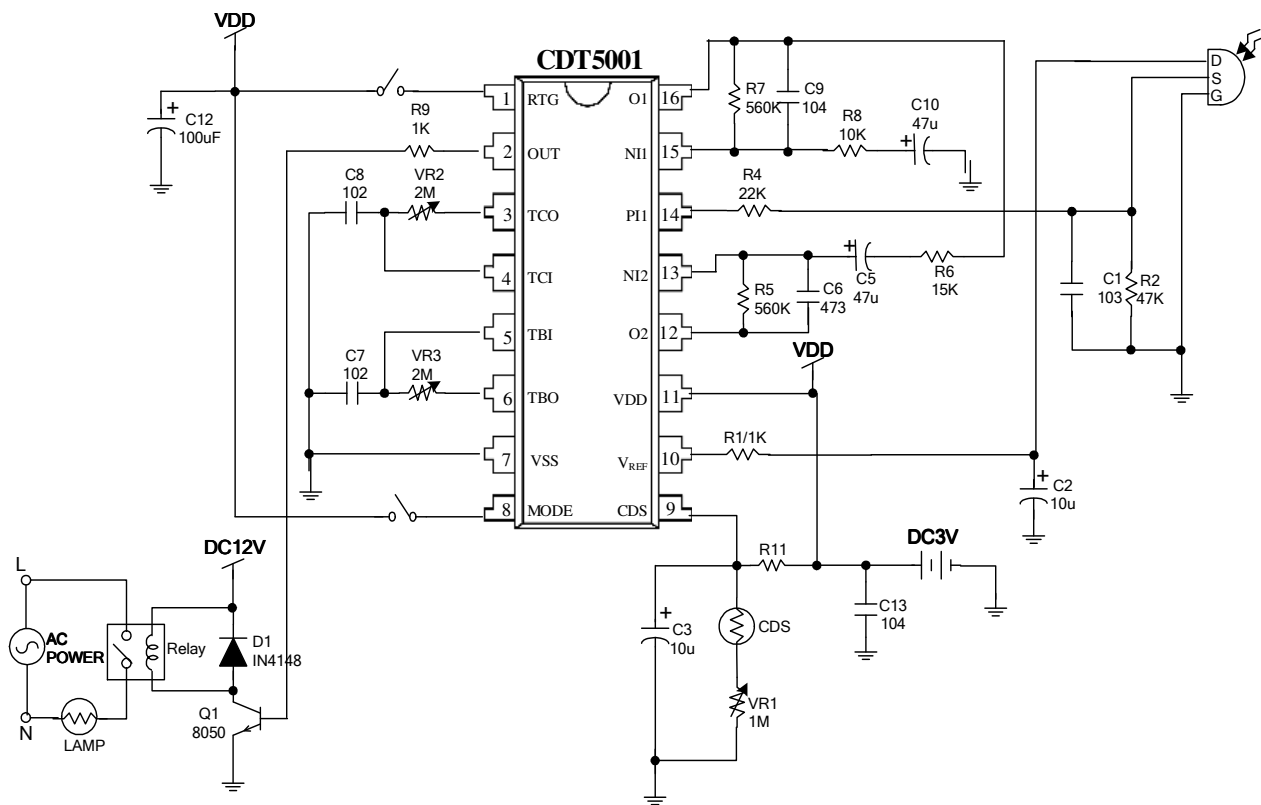 VDD
CDT5001
C12
100uF
R9
1K
C8
102
VR2
2M
C7
102
VR3
2M
1 RTG
2 OUT
3 TCO
4 TCI
5 TBI
6 TBO
7 VSS
8 MODE
O1 16
NI1 15
PI1 14
NI2 13
O2 12
VDD 11
VREF 10
CDS 9
R7
560K
C9
104
R8
10K
C10
47u
R4
22K
R5
560K
C6
473
C5
47u
R6
15K
D
S
G
C1
103
R2
47K
VDD
R1/1K
C2
10u
R11
DC3V
C13
104
C3
10u
CDS
VR1
1M
DC12V
L
AC
POWER
N
LAMP
Relay
D1
IN4148
Q1
8050
+
+
+
+
+